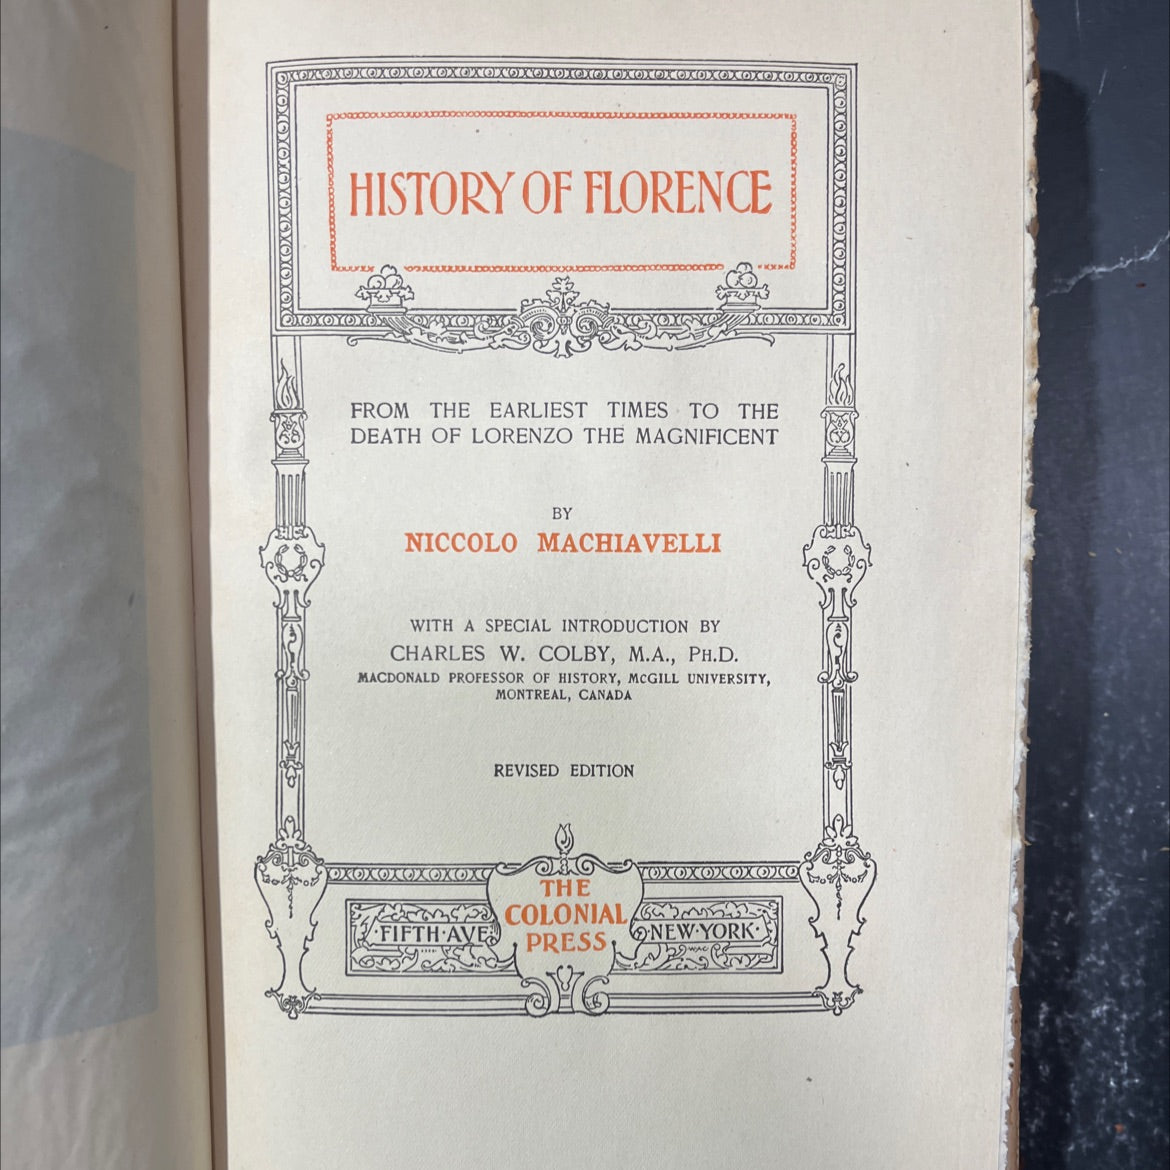 HISTORY OF FLORENCE
FROM THE EARLIEST TIMES TO THE
DEATH OF LORENZO THE MAGNIFICENT
BY
NICCOLO MACHIAVELLI
WITH A SPECIAL INTRODUCTION BY
CHARLES W. COLBY, M.A., PH.D.
MACDONALD PROFESSOR OF HISTORY, McGILL UNIVERSITY,
MONTREAL, CANADA
REVISED EDITION
THE
COLONIAL
PRESS
·FIFTH·AVE·
·NEW·YORK·
WAC